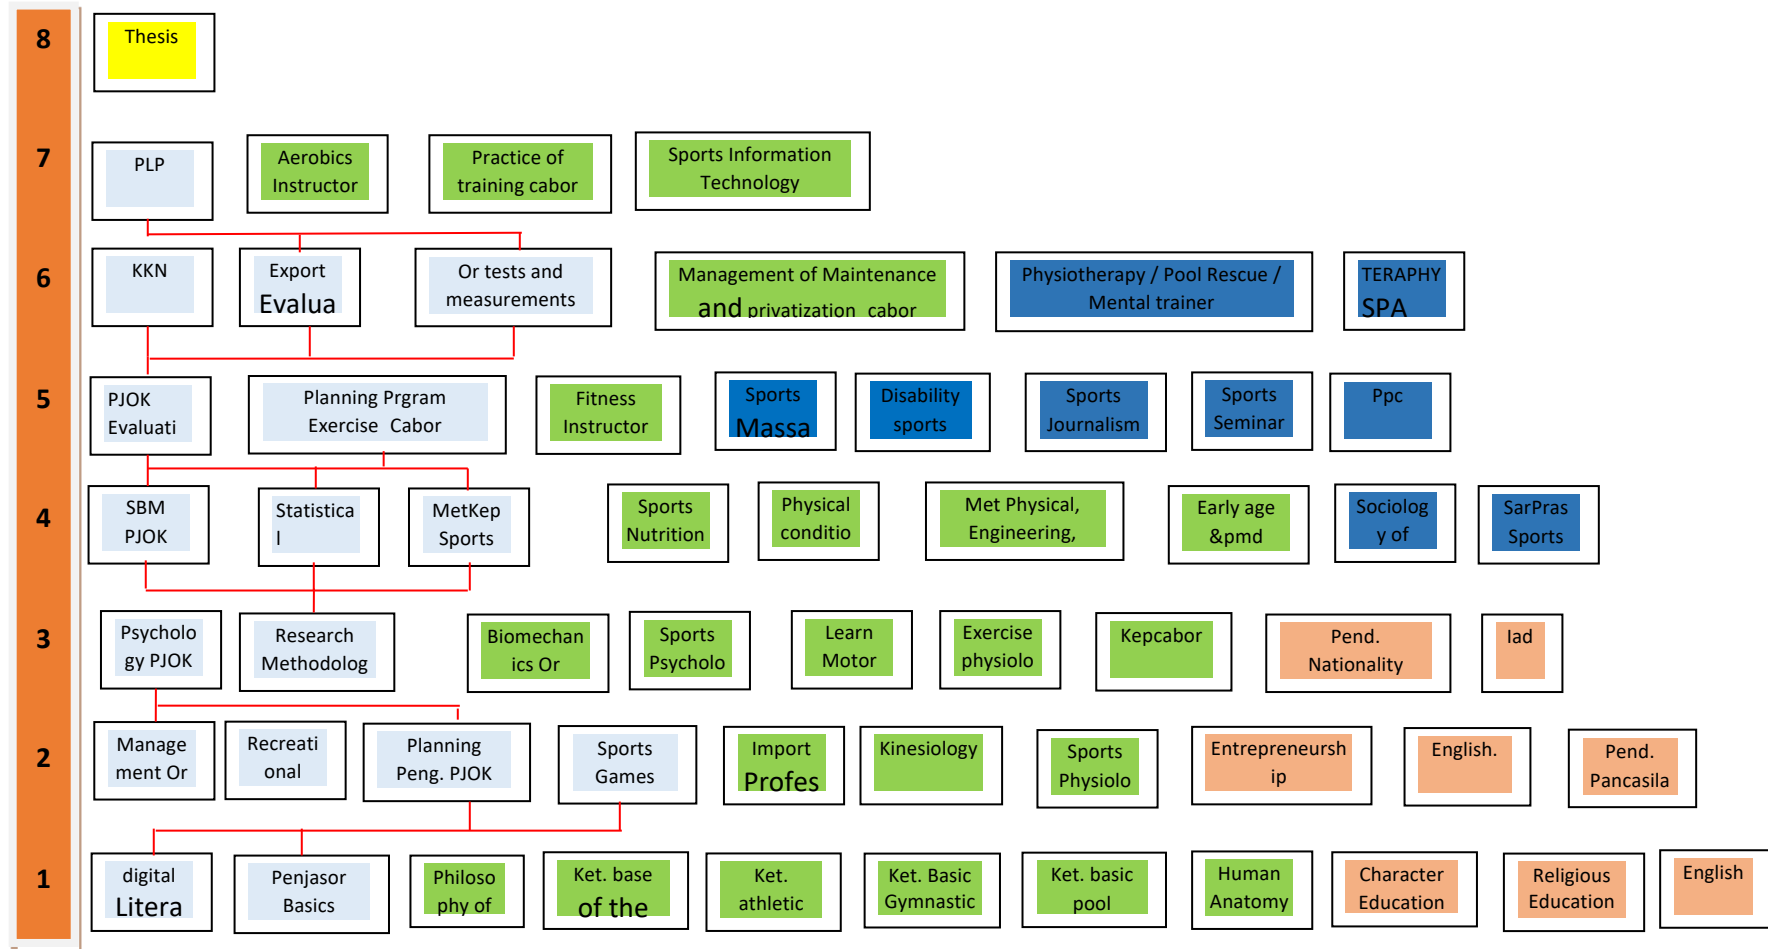 8
Thesis
7
PLP
Aerobics
Instructor
Practice of
training cabor
Sports Information
Technology
6
KKN
Export
Evalua
Or tests and
measurements
Management of Maintenance
and privatization cabor
Physiotherapy / Pool Rescue /
Mental trainer
TERAPHY
SPA
5
PJOK
Evaluati
Planning Prgram
Exercise Cabor
Fitness
Instructor
Sports
Massa
Disability
sports
Sports
Journalism
Sports
Seminar
Ppc
4
SBM
PJOK
Statistica
l
MetKep
Sports
Sports
Nutrition
Physical
conditio
Met Physical,
Engineering,
Early age
&pmd
Sociolog
y of
SarPras
Sports
3
Psycholo
gy PJOK
Research
Methodolog
Biomechan
ics Or
Sports
Psycholo
Learn
Motor
Exercise
physiolo
Kepcabor
Pend.
Nationality
Iad
2
Manage
ment Or
Recreati
onal
Planning
Peng. PJOK
Sports
Games
Import
Profes
Kinesiology
Sports
Physiolo
Entrepreneursh
ip
English.
Pend.
Pancasila
1
digital
Litera
Penjasor
Basics
Philoso
phy of
Ket. base
of the
Ket.
athletic
Ket. Basic
Gymnastic
Ket. basic
pool
Human
Anatomy
Character
Education
Religious
Education
English